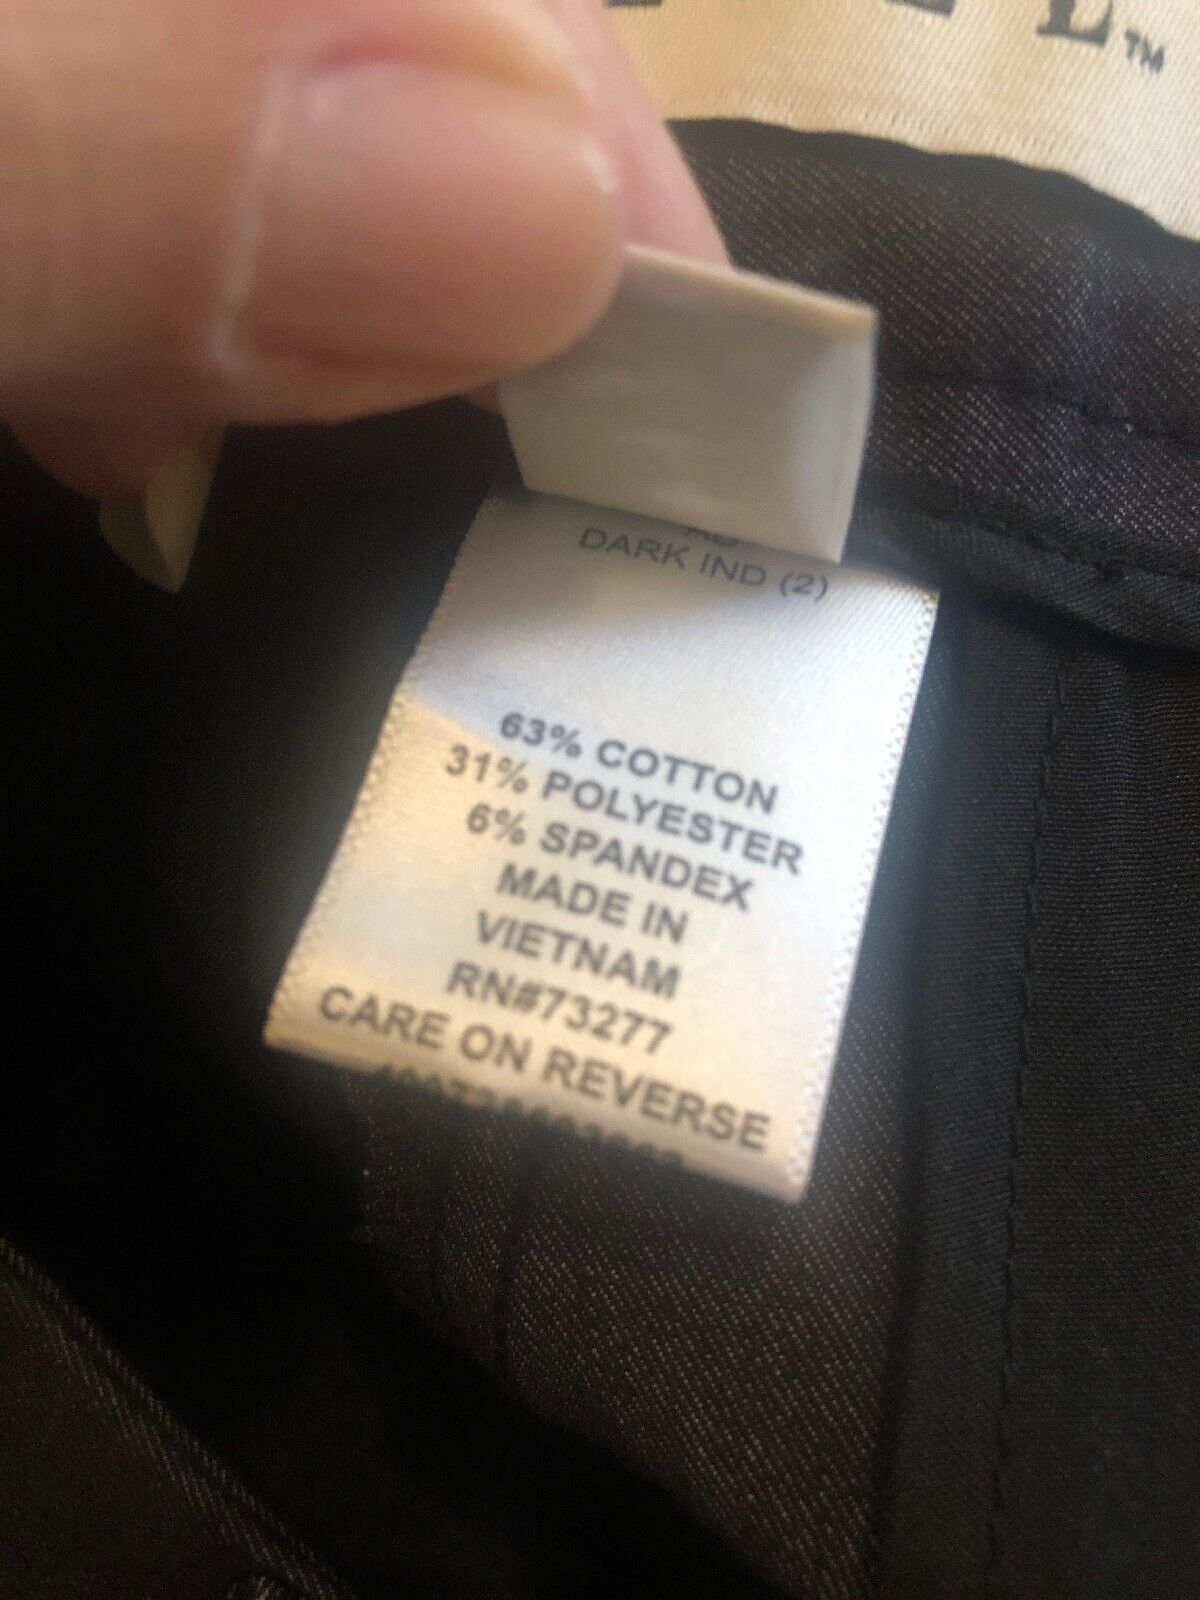 DARK IND (2)
63% COTTON
31% POLYESTER
6% SPANDEX
MADE IN
VIETNAM
RN#73277
CARE ON REVERSE